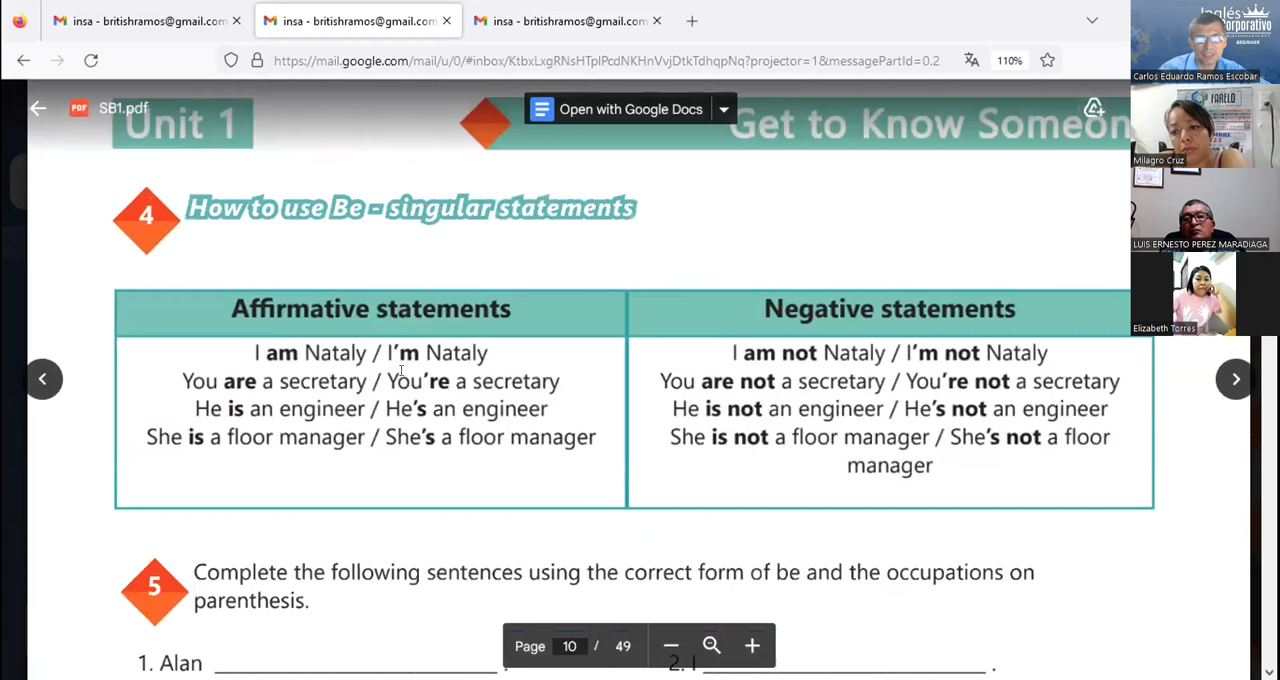 insa - britishramos@gmail.com
insa - britishramos@gmail.com
insa - britishramos@gmail.com
https://mail.google.com/mail/u/0/#inbox/KtbxLxgRNsHTplPcdNKHnVvjDtkTdhqpNq?projector=1&messagePartId=0.2
110%
PDF SB1.pdf
Open with Google Docs
Unit 1
Get to Know Someon
4
How to use Be - singular statements
Affirmative statements
Negative statements
I am Nataly / I'm Nataly
You are a secretary / You're a secretary
He is an engineer / He's an engineer
She is a floor manager / She's a floor manager
I am not Nataly / I'm not Nataly
You are not a secretary / You're not a secretary
He is not an engineer / He's not an engineer
She is not a floor manager / She's not a floor
manager
5
Complete the following sentences using the correct form of be and the occupations on
parenthesis.
1. Alan
2. I
Page 10 / 49
Inglés
Corporativo
BEGINNER
Carlos Eduardo Ramos Escobar
FARELO
Milagro Cruz
LUIS ERNESTO PEREZ MARADIAGA
Elizabeth Torres